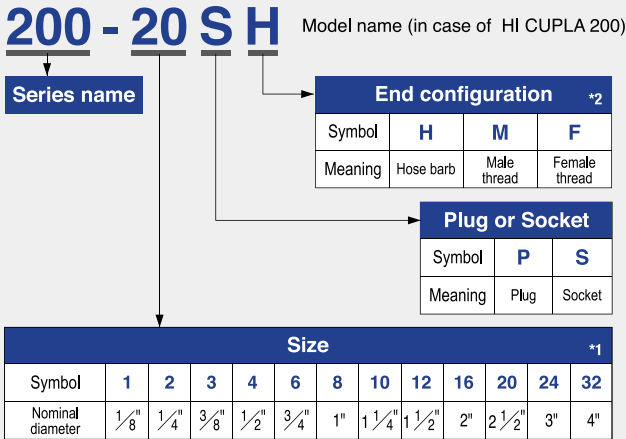 200 - 20 S H Model name (in case of HI CUPLA 200)
Series name
End configuration *2
Symbol H M F
Meaning Hose barb Male thread Female thread
Plug or Socket
Symbol P S
Meaning Plug Socket
Size *1
Symbol 1 2 3 4 6 8 10 12 16 20 24 32
Nominal diameter 1/8" 1/4" 3/8" 1/2" 3/4" 1" 1 1/4" 1 1/2" 2" 2 1/2" 3" 4"